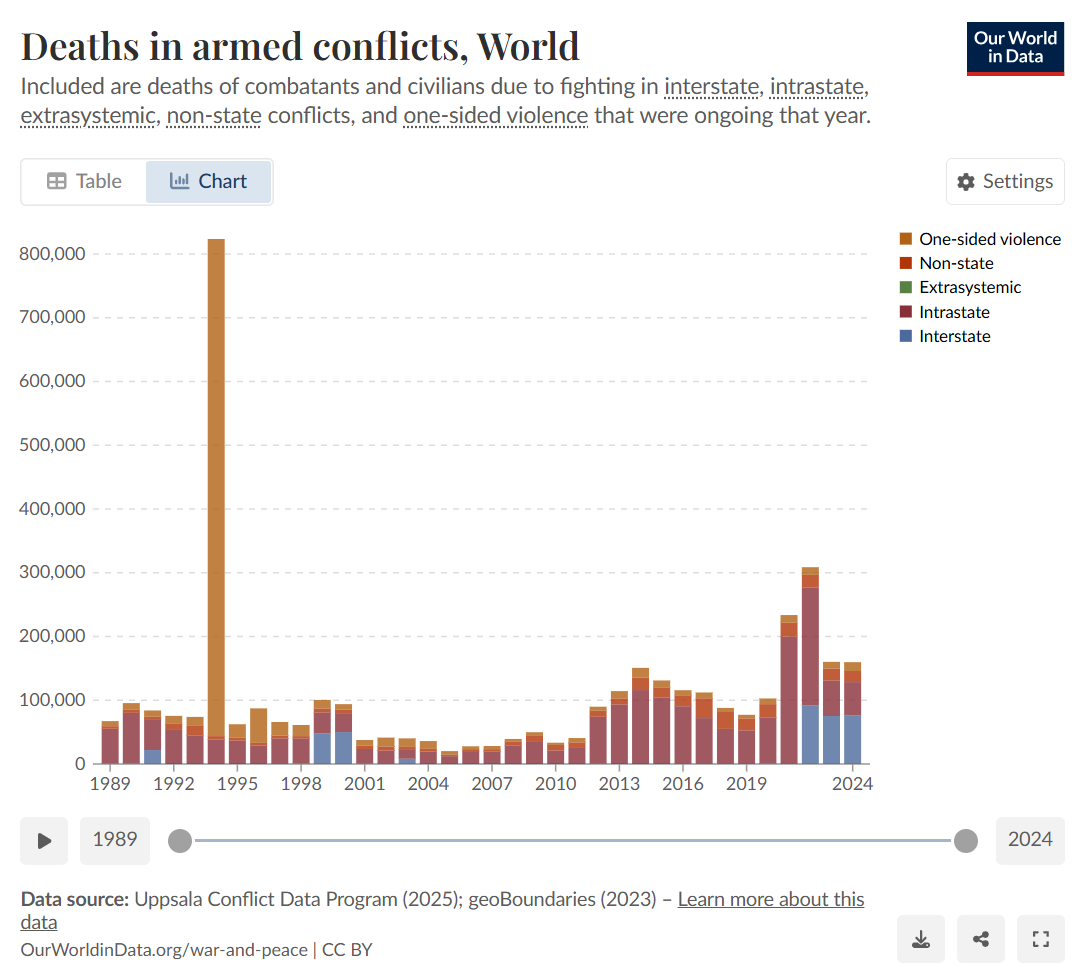 Deaths in armed conflicts, World
Our World
in Data
Included are deaths of combatants and civilians due to fighting in interstate, intrastate,
extrasystemic, non-state conflicts, and one-sided violence that were ongoing that year.
Table
Chart
Settings
One-sided violence
Non-state
Extrasystemic
Intrastate
Interstate
800,000
700,000
600,000
500,000
400,000
300,000
200,000
100,000
0
1989 1992 1995 1998 2001 2004 2007 2010 2013 2016 2019 2024
1989
2024
Data source: Uppsala Conflict Data Program (2025); geoBoundaries (2023) – Learn more about this
data
OurWorldinData.org/war-and-peace | CC BY